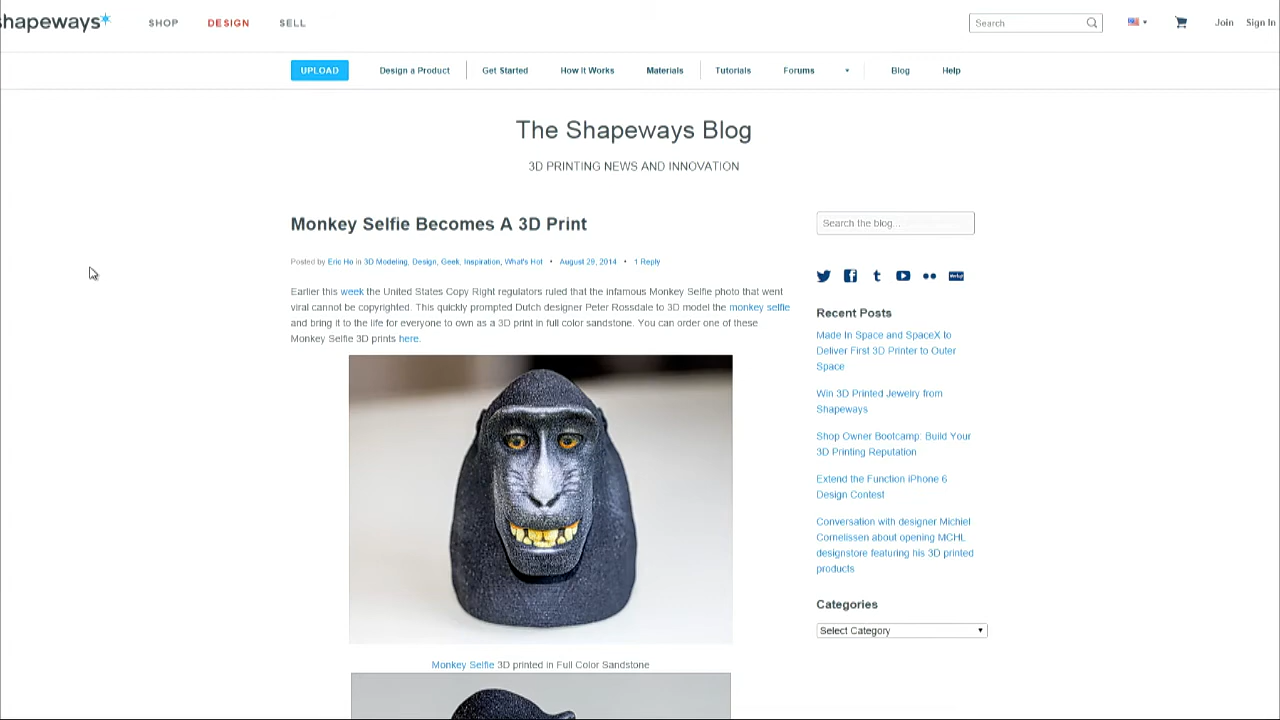 shapeways
SHOP DESIGN SELL
Search
Join Sign In
UPLOAD Design a Product Get Started How It Works Materials Tutorials Forums Blog Help
The Shapeways Blog
3D PRINTING NEWS AND INNOVATION
Monkey Selfie Becomes A 3D Print
Posted by Eric Ho in 3D Modeling, Design, Geek, Inspiration, What's Hot • August 29, 2014 • 1 Reply
Earlier this week the United States Copy Right regulators ruled that the infamous Monkey Selfie photo that went
viral cannot be copyrighted. This quickly prompted Dutch designer Peter Rossdale to 3D model the monkey selfie
and bring it to the life for everyone to own as a 3D print in full color sandstone. You can order one of these
Monkey Selfie 3D prints here.
Monkey Selfie 3D printed in Full Color Sandstone
Search the blog...
Recent Posts
Made In Space and SpaceX to
Deliver First 3D Printer to Outer
Space
Win 3D Printed Jewelry from
Shapeways
Shop Owner Bootcamp: Build Your
3D Printing Reputation
Extend the Function iPhone 6
Design Contest
Conversation with designer Michiel
Cornelissen about opening MCHL
designstore featuring his 3D printed
products
Categories
Select Category